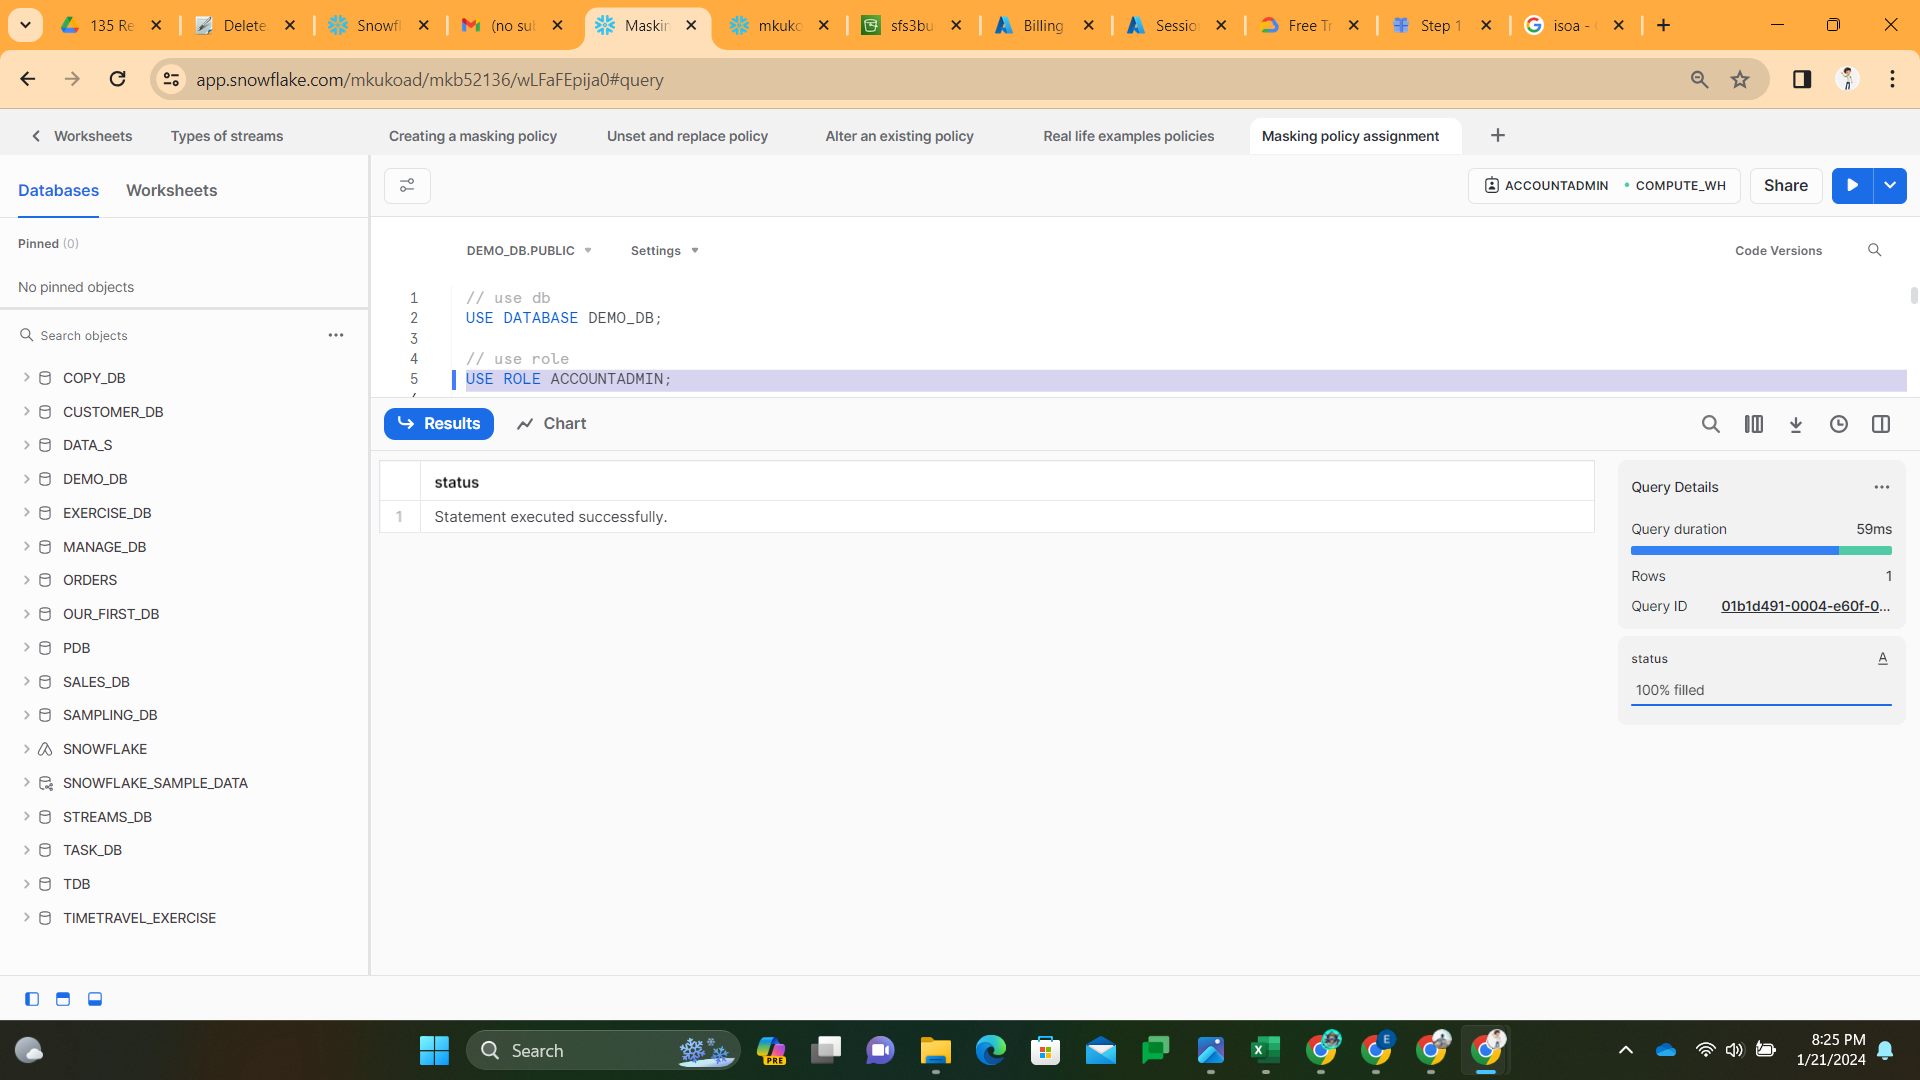 135 Re
Delete
Snowfl
(no sub
Maskin
mkuko
sfs3bu
Billing
Sessio
Free Tr
Step 1
isoa -
app.snowflake.com/mkukoad/mkb52136/wLFaFEpija0#query
Worksheets
Types of streams
Creating a masking policy
Unset and replace policy
Alter an existing policy
Real life examples policies
Masking policy assignment
Databases
Worksheets
ACCOUNTADMIN
COMPUTE_WH
Share
Pinned (0)
No pinned objects
DEMO_DB.PUBLIC
Settings
Code Versions
1 // use db
2 USE DATABASE DEMO_DB;
3
4 // use role
5 USE ROLE ACCOUNTADMIN;
Search objects
COPY_DB
CUSTOMER_DB
DATA_S
DEMO_DB
EXERCISE_DB
MANAGE_DB
ORDERS
OUR_FIRST_DB
PDB
SALES_DB
SAMPLING_DB
SNOWFLAKE
SNOWFLAKE_SAMPLE_DATA
STREAMS_DB
TASK_DB
TDB
TIMETRAVEL_EXERCISE
Results
Chart
status
1 Statement executed successfully.
Query Details
Query duration 59ms
Rows 1
Query ID 01b1d491-0004-e60f-0...
status A
100% filled
Search
PRE
E
8:25 PM
1/21/2024